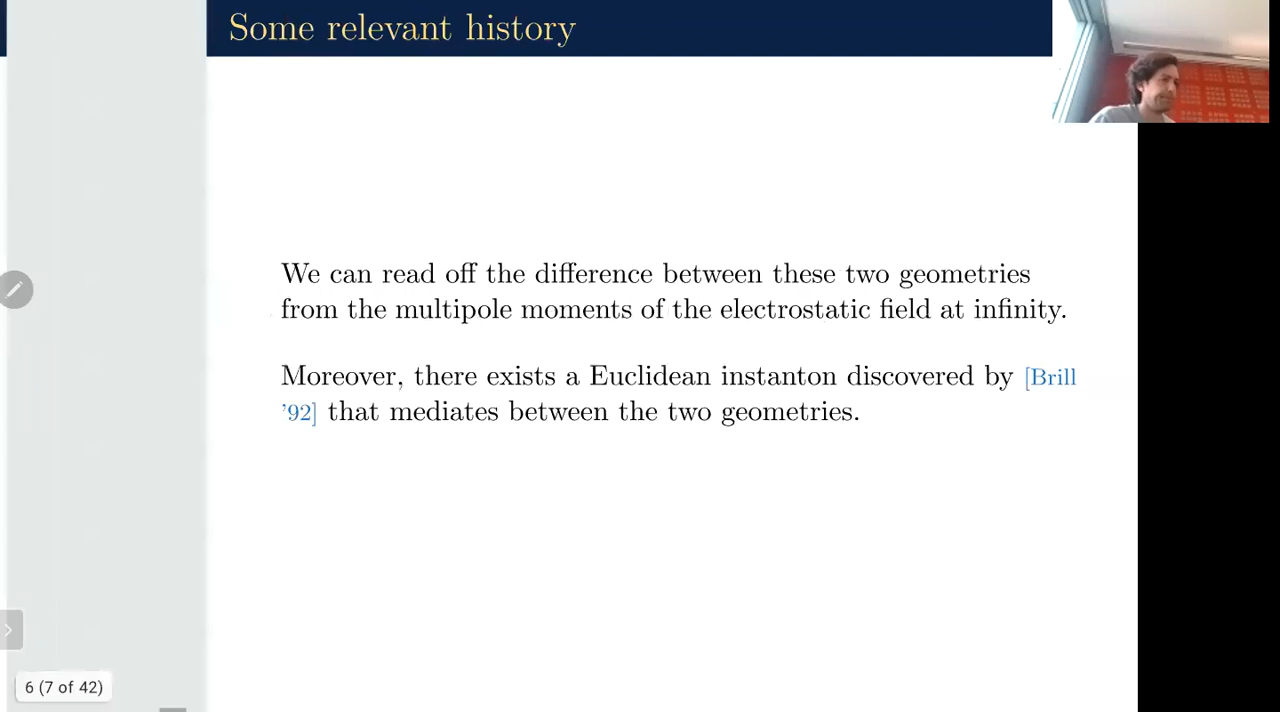 Some relevant history
We can read off the difference between these two geometries
from the multipole moments of the electrostatic field at infinity.
Moreover, there exists a Euclidean instanton discovered by [Brill
’92] that mediates between the two geometries.
6 (7 of 42)